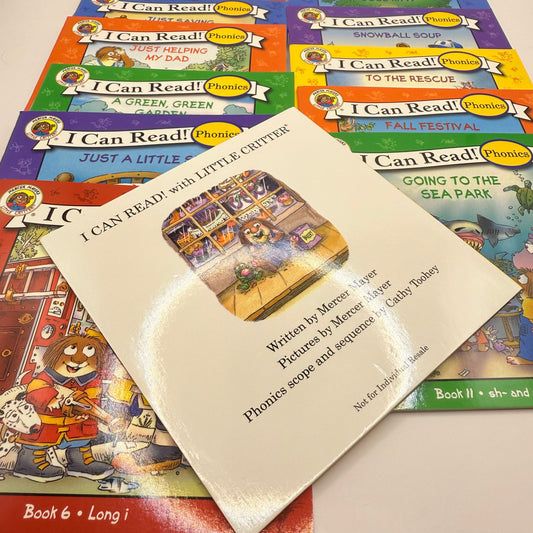 I Can Read!
Phonics
JUST SAVING
I Can Read! Phonics
JUST HELPING
MY DAD
I Can Read! Phonics
A GREEN, GREEN
GARDEN
I Can Read! Phonics
JUST A LITTLE
I Can
Book 6 • Long i
I Can Read! Phonics
SNOWBALL SOUP
I Can Read! Phonics
TO THE RESCUE
I Can Read! Phonics
FALL FESTIVAL
I Can Read! Phonics
GOING TO THE
SEA PARK
Book 11 • sh- and
I CAN READ! with LITTLE CRITTER™
Written by Mercer Mayer
Pictures by Mercer Mayer
Phonics scope and sequence by Cathy Toohey
Not for Individual Resale